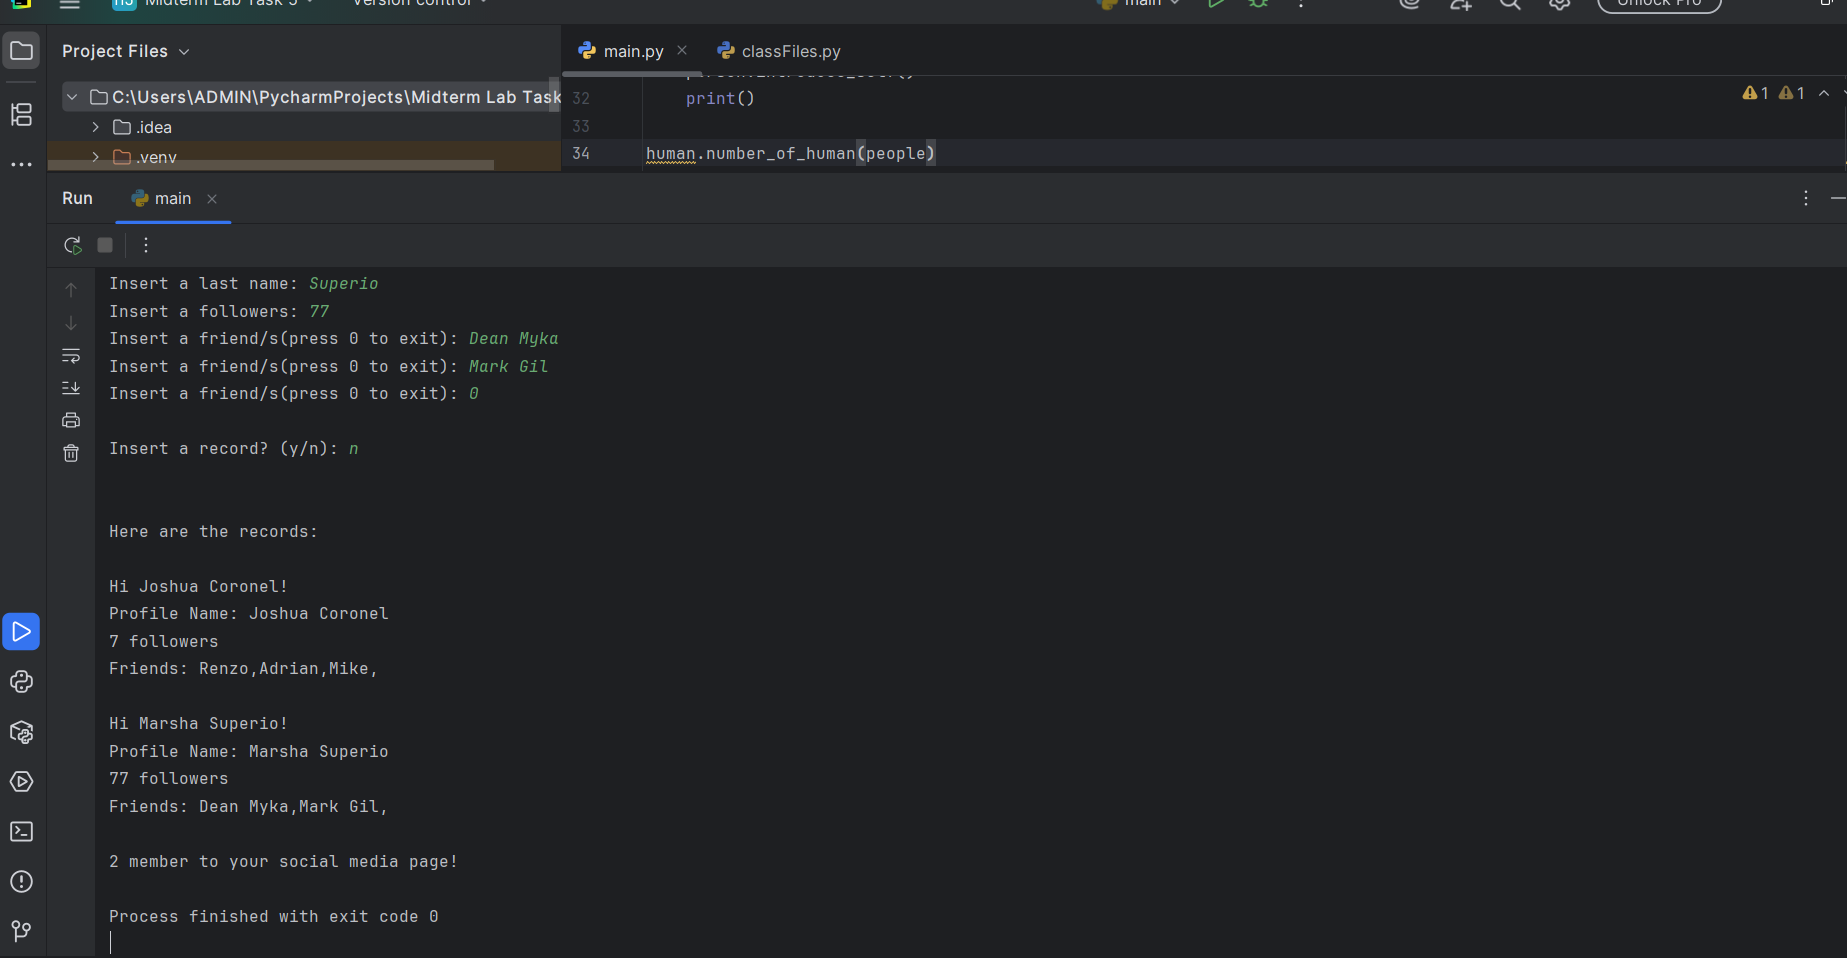 Midterm Lab Task 5
Version control
main
Unlock Pro
Project Files
main.py
classFiles.py
C:\Users\ADMIN\PycharmProjects\Midterm Lab Task
.idea
.venv
32 print()
33
34 human.number_of_human(people)
1 1
Run
main
Insert a last name: Superio
Insert a followers: 77
Insert a friend/s(press 0 to exit): Dean Myka
Insert a friend/s(press 0 to exit): Mark Gil
Insert a friend/s(press 0 to exit): 0
Insert a record? (y/n): n
Here are the records:
Hi Joshua Coronel!
Profile Name: Joshua Coronel
7 followers
Friends: Renzo,Adrian,Mike,
Hi Marsha Superio!
Profile Name: Marsha Superio
77 followers
Friends: Dean Myka,Mark Gil,
2 member to your social media page!
Process finished with exit code 0